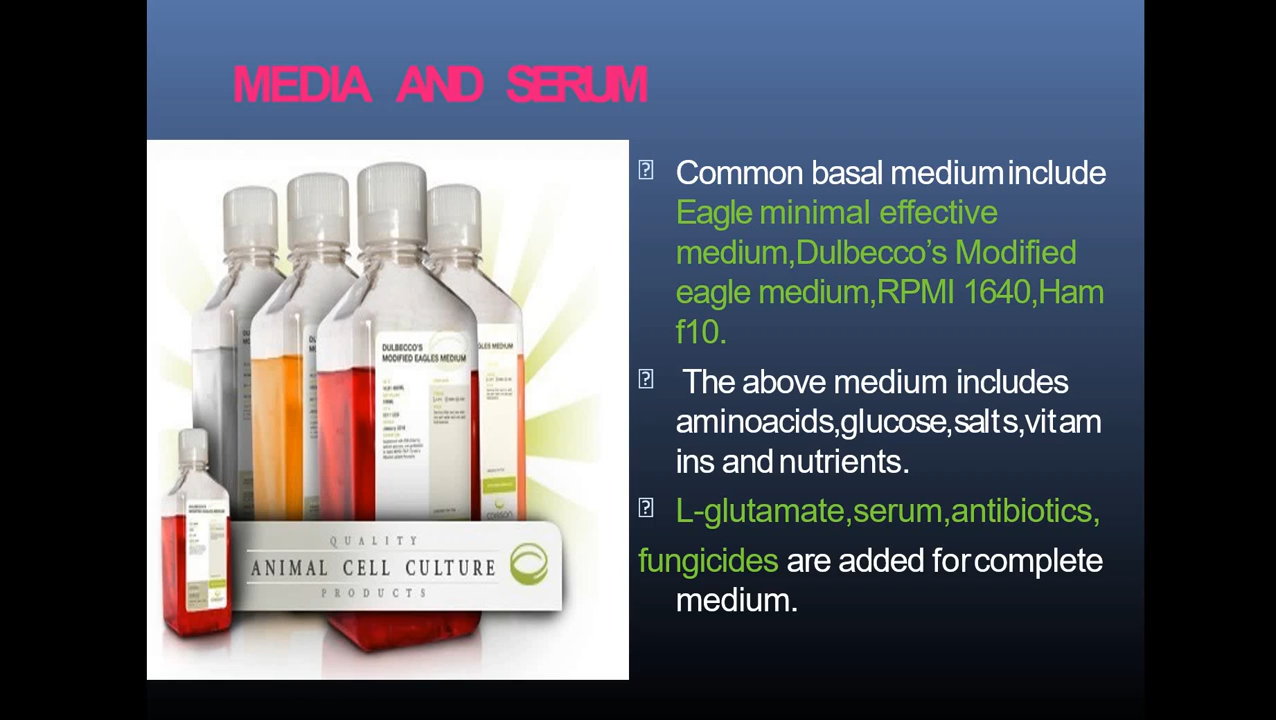 MEDIA AND SERUM
Common basal medium include
Eagle minimal effective
medium,Dulbecco’s Modified
eagle medium,RPMI 1640,Ham
f10.
The above medium includes
aminoacids,glucose,salts,vitam
ins and nutrients.
L-glutamate,serum,antibiotics,
fungicides are added for complete
medium.
DULBECCO'S
MODIFIED EAGLES MEDIUM
GLES MEDIUM
QUALITY
ANIMAL CELL CULTURE
PRODUCTS